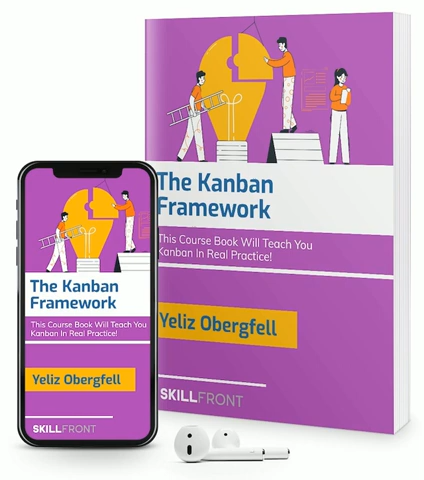 The Kanban
Framework
This Course Book Will Teach You
Kanban In Real Practice!
Yeliz Obergfell
SKILLFRONT
The Kanban
Framework
This Course Book Will Teach You
Kanban In Real Practice!
Yeliz Obergfell
SKILLFRONT